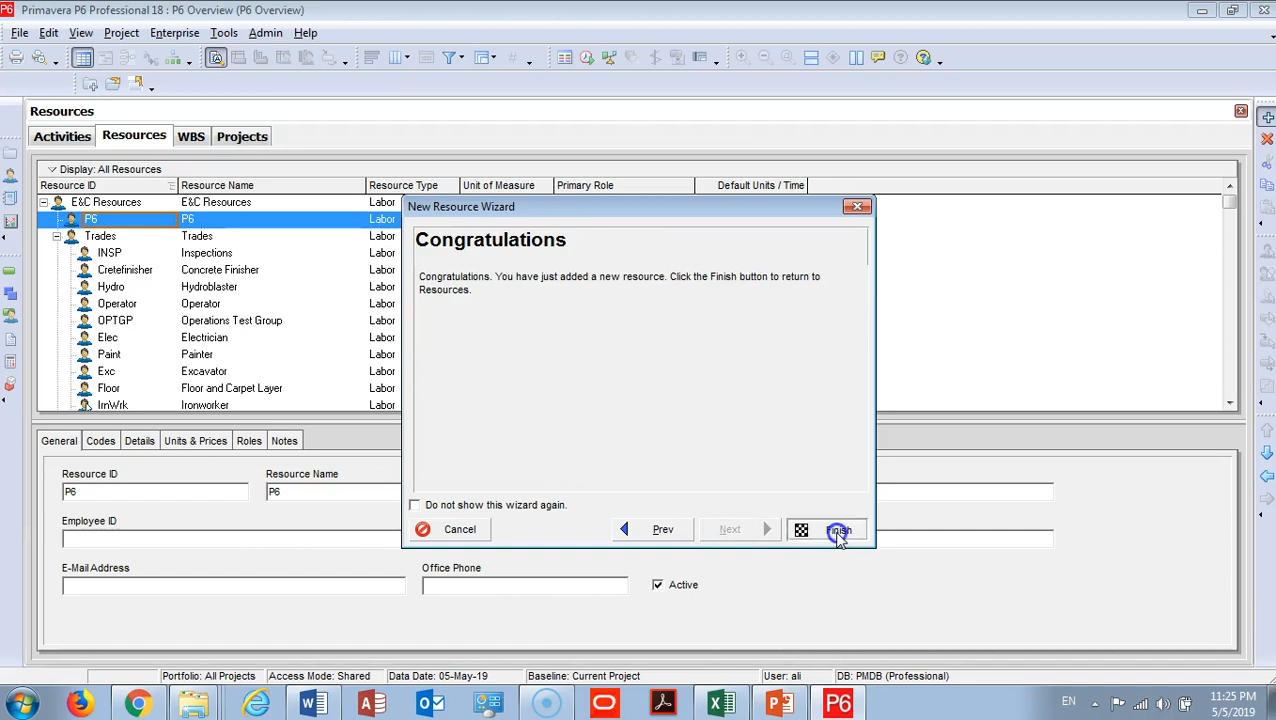 P6 Primavera P6 Professional 18 : P6 Overview (P6 Overview)
File Edit View Project Enterprise Tools Admin Help
Resources
Activities Resources WBS Projects
Display: All Resources
Resource ID Resource Name Resource Type Unit of Measure Primary Role Default Units / Time
E&C Resources E&C Resources Labor
P6 P6 Labor
Trades Trades Labor
INSP Inspections Labor
Cretefinisher Concrete Finisher Labor
Hydro Hydroblaster Labor
Operator Operator Labor
OPTGP Operations Test Group Labor
Elec Electrician Labor
Paint Painter Labor
Exc Excavator Labor
Floor Floor and Carpet Layer Labor
IrnWrk Ironworker Labor
New Resource Wizard
Congratulations
Congratulations. You have just added a new resource. Click the Finish button to return to
Resources.
Do not show this wizard again.
Cancel Prev Next Finish
General Codes Details Units & Prices Roles Notes
Resource ID Resource Name
P6 P6
Employee ID
E-Mail Address Office Phone
Active
Portfolio: All Projects Access Mode: Shared Data Date: 05-May-19 Baseline: Current Project User: ali DB: PMDB (Professional)
EN 11:25 PM
5/5/2019
P6